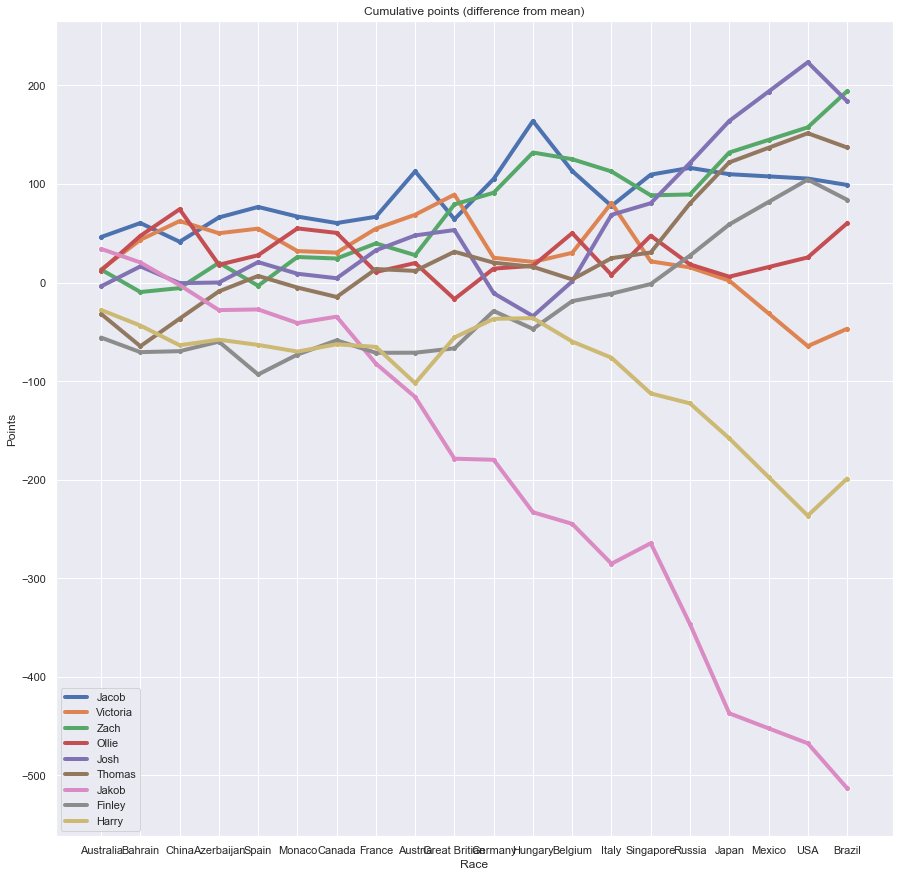 Cumulative points (difference from mean)
200
100
0
−100
−200
−300
−400
−500
Points
Jacob
Victoria
Zach
Ollie
Josh
Thomas
Jakob
Finley
Harry
Australia Bahrain China Azerbaijan Spain Monaco Canada France Austria Great Britian Germany Hungary Belgium Italy Singapore Russia Japan Mexico USA Brazil
Race